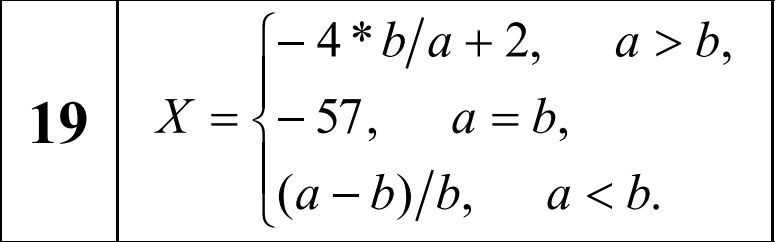 19
X =
− 4 * b/a + 2, a > b,
− 57, a = b,
(a − b)/b, a < b.